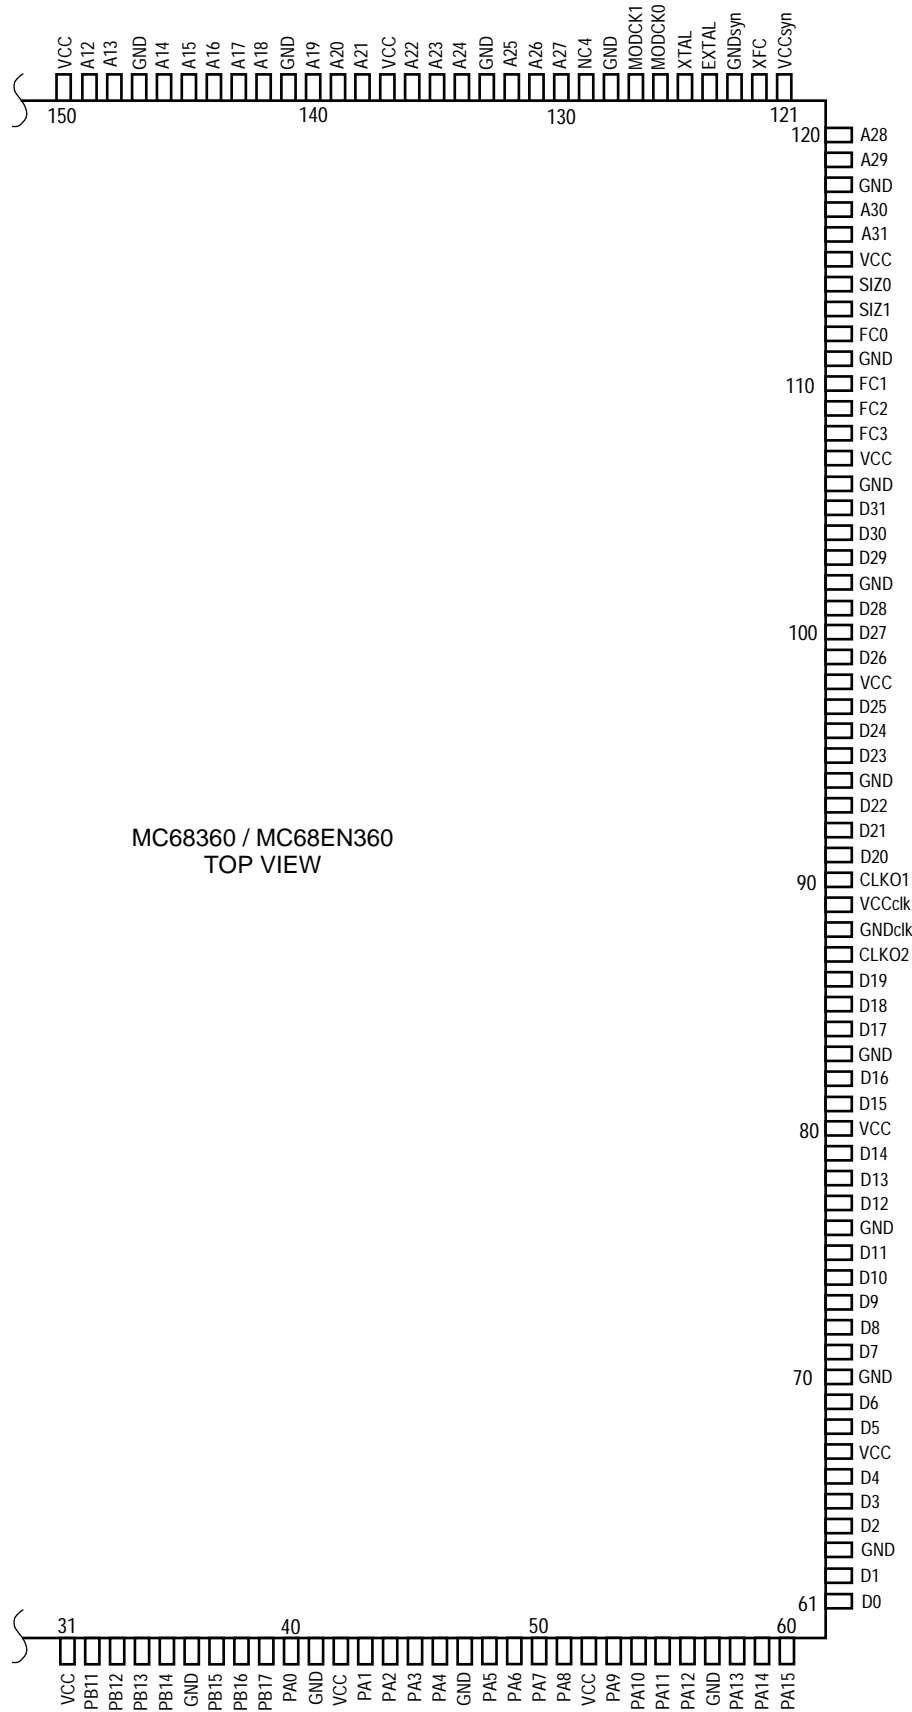 VCC
A12
A13
GND
A14
A15
A16
A17
A18
GND
A19
A20
A21
VCC
A22
A23
A24
GND
A25
A26
A27
NC4
GND
MODCK1
MODCK0
XTAL
EXTAL
GNDsyn
XFC
VCCsyn
150
140
130
121
120
A28
A29
GND
A30
A31
VCC
SIZ0
SIZ1
FC0
GND
110
FC1
FC2
FC3
VCC
GND
D31
D30
D29
GND
D28
100
D27
D26
VCC
D25
D24
D23
GND
D22
D21
D20
MC68360 / MC68EN360
TOP VIEW
90
CLKO1
VCCclk
GNDclk
CLKO2
D19
D18
D17
GND
D16
D15
80
VCC
D14
D13
D12
GND
D11
D10
D9
D8
D7
70
GND
D6
D5
VCC
D4
D3
D2
GND
D1
61
D0
31
40
50
60
VCC
PB11
PB12
PB13
PB14
GND
PB15
PB16
PB17
PA0
GND
VCC
PA1
PA2
PA3
PA4
GND
PA5
PA6
PA7
PA8
VCC
PA9
PA10
PA11
PA12
GND
PA13
PA14
PA15